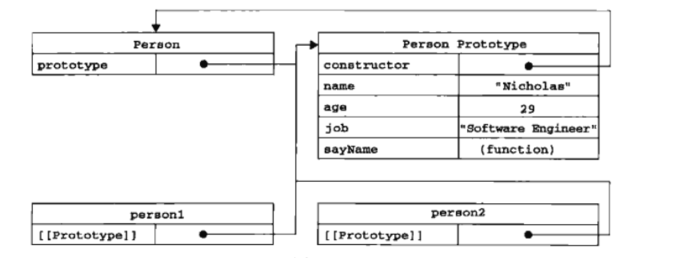 Person
prototype
Person Prototype
constructor
name "Nicholas"
age 29
job "Software Engineer"
sayName (function)
person1
[[Prototype]]
person2
[[Prototype]]